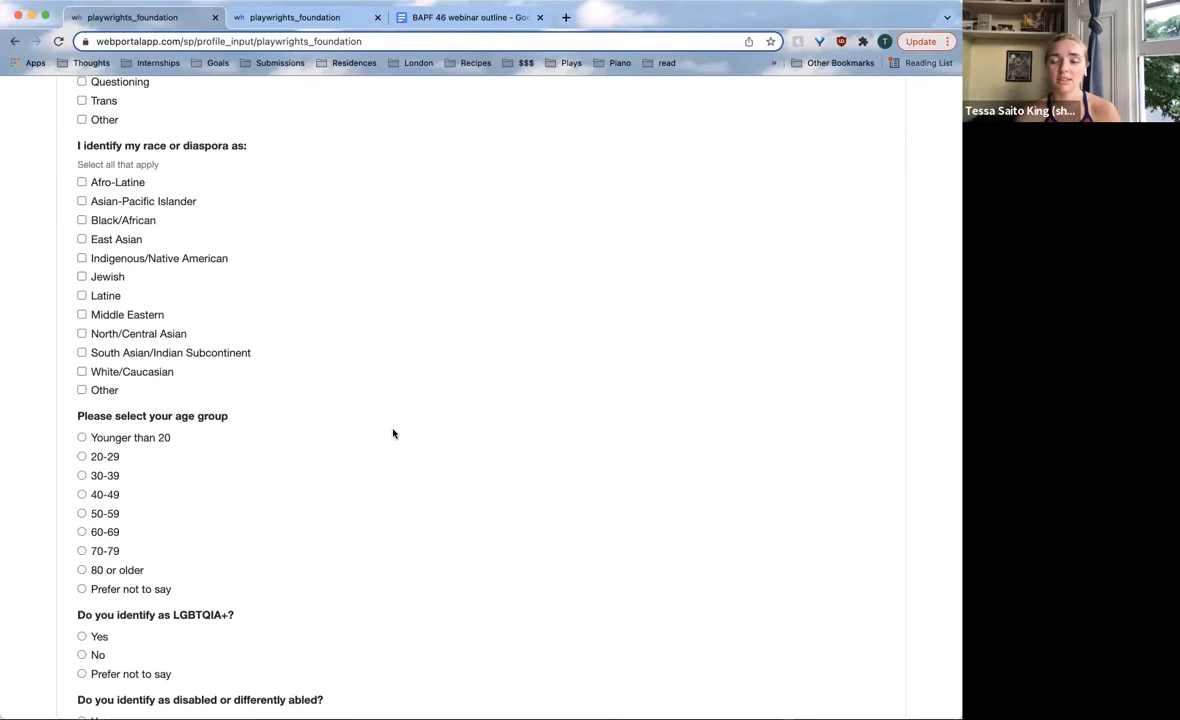 playwrights_foundation
playwrights_foundation
BAPF 46 webinar outline - Goo
webportalapp.com/sp/profile_input/playwrights_foundation
Update
Apps Thoughts Internships Goals Submissions Residences London Recipes $$$ Plays Piano read » Other Bookmarks Reading List
Tessa Saito King (sh...
Questioning
Trans
Other
I identify my race or diaspora as:
Select all that apply
Afro-Latine
Asian-Pacific Islander
Black/African
East Asian
Indigenous/Native American
Jewish
Latine
Middle Eastern
North/Central Asian
South Asian/Indian Subcontinent
White/Caucasian
Other
Please select your age group
Younger than 20
20-29
30-39
40-49
50-59
60-69
70-79
80 or older
Prefer not to say
Do you identify as LGBTQIA+?
Yes
No
Prefer not to say
Do you identify as disabled or differently abled?